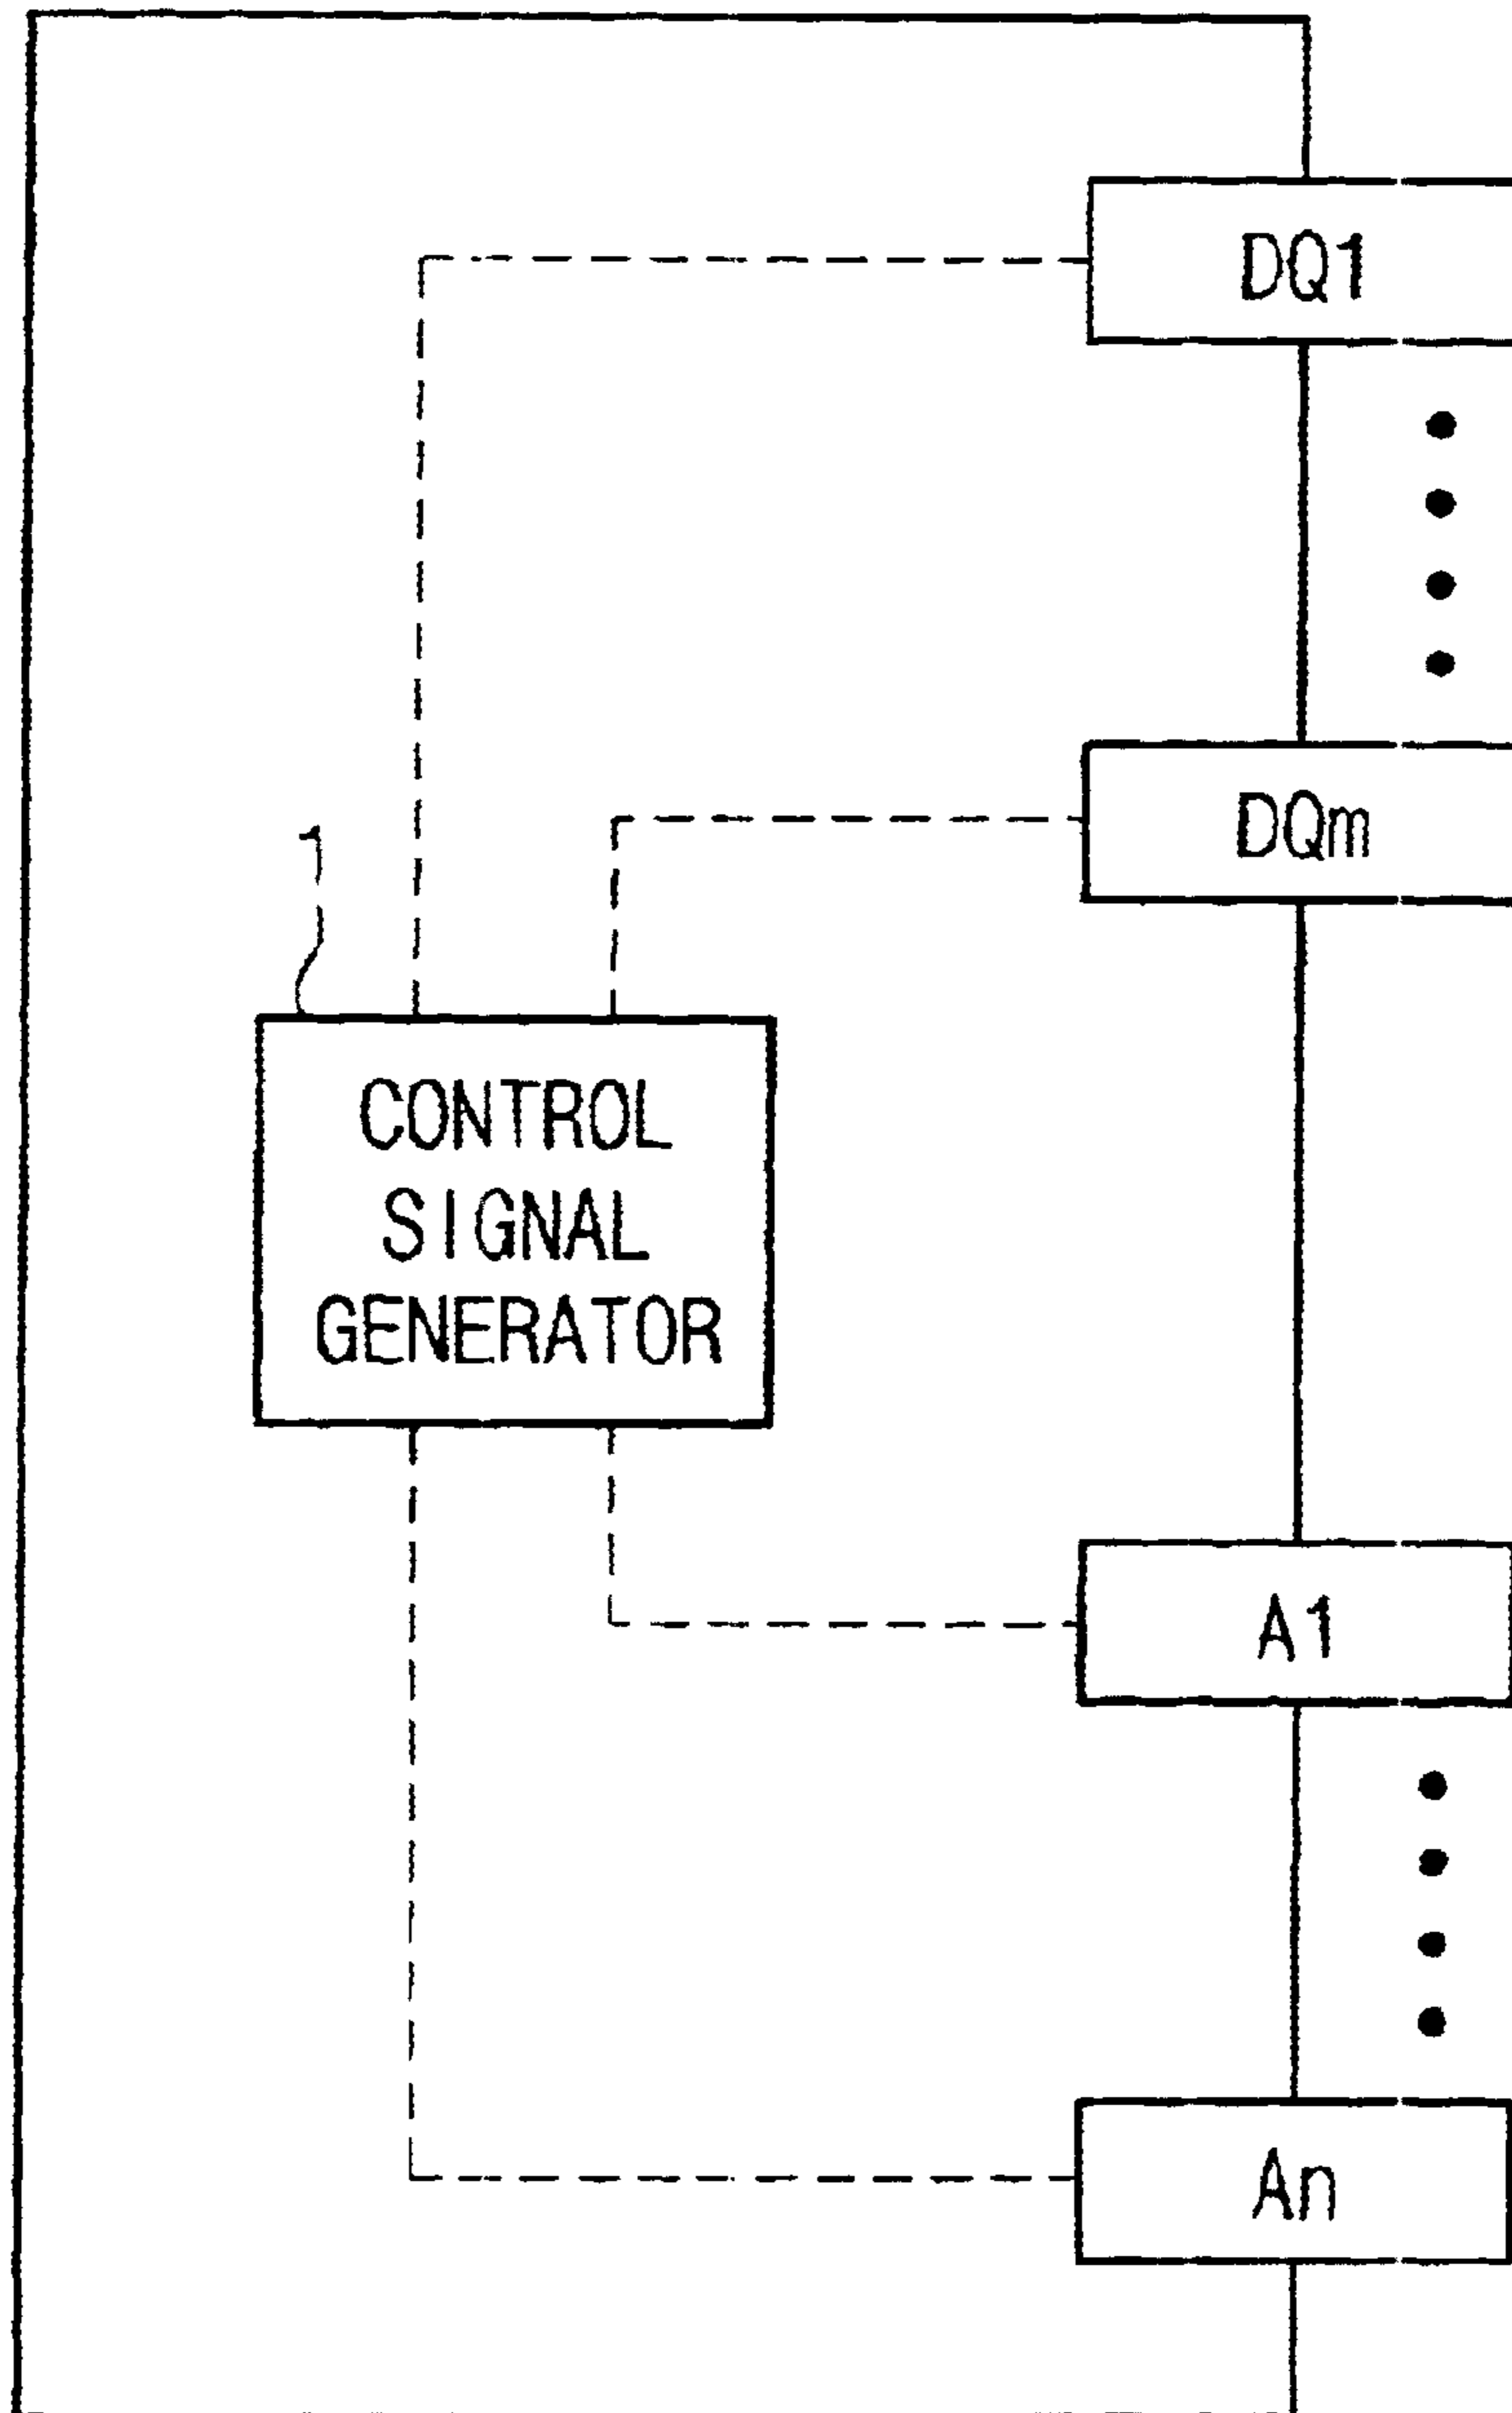 DQ1
DQm
1
CONTROL
SIGNAL
GENERATOR
A1
An